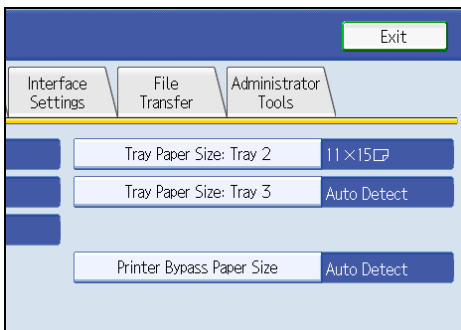 Exit
Interface
Settings
File
Transfer
Administrator
Tools
Tray Paper Size: Tray 2
11×15
Tray Paper Size: Tray 3
Auto Detect
Printer Bypass Paper Size
Auto Detect